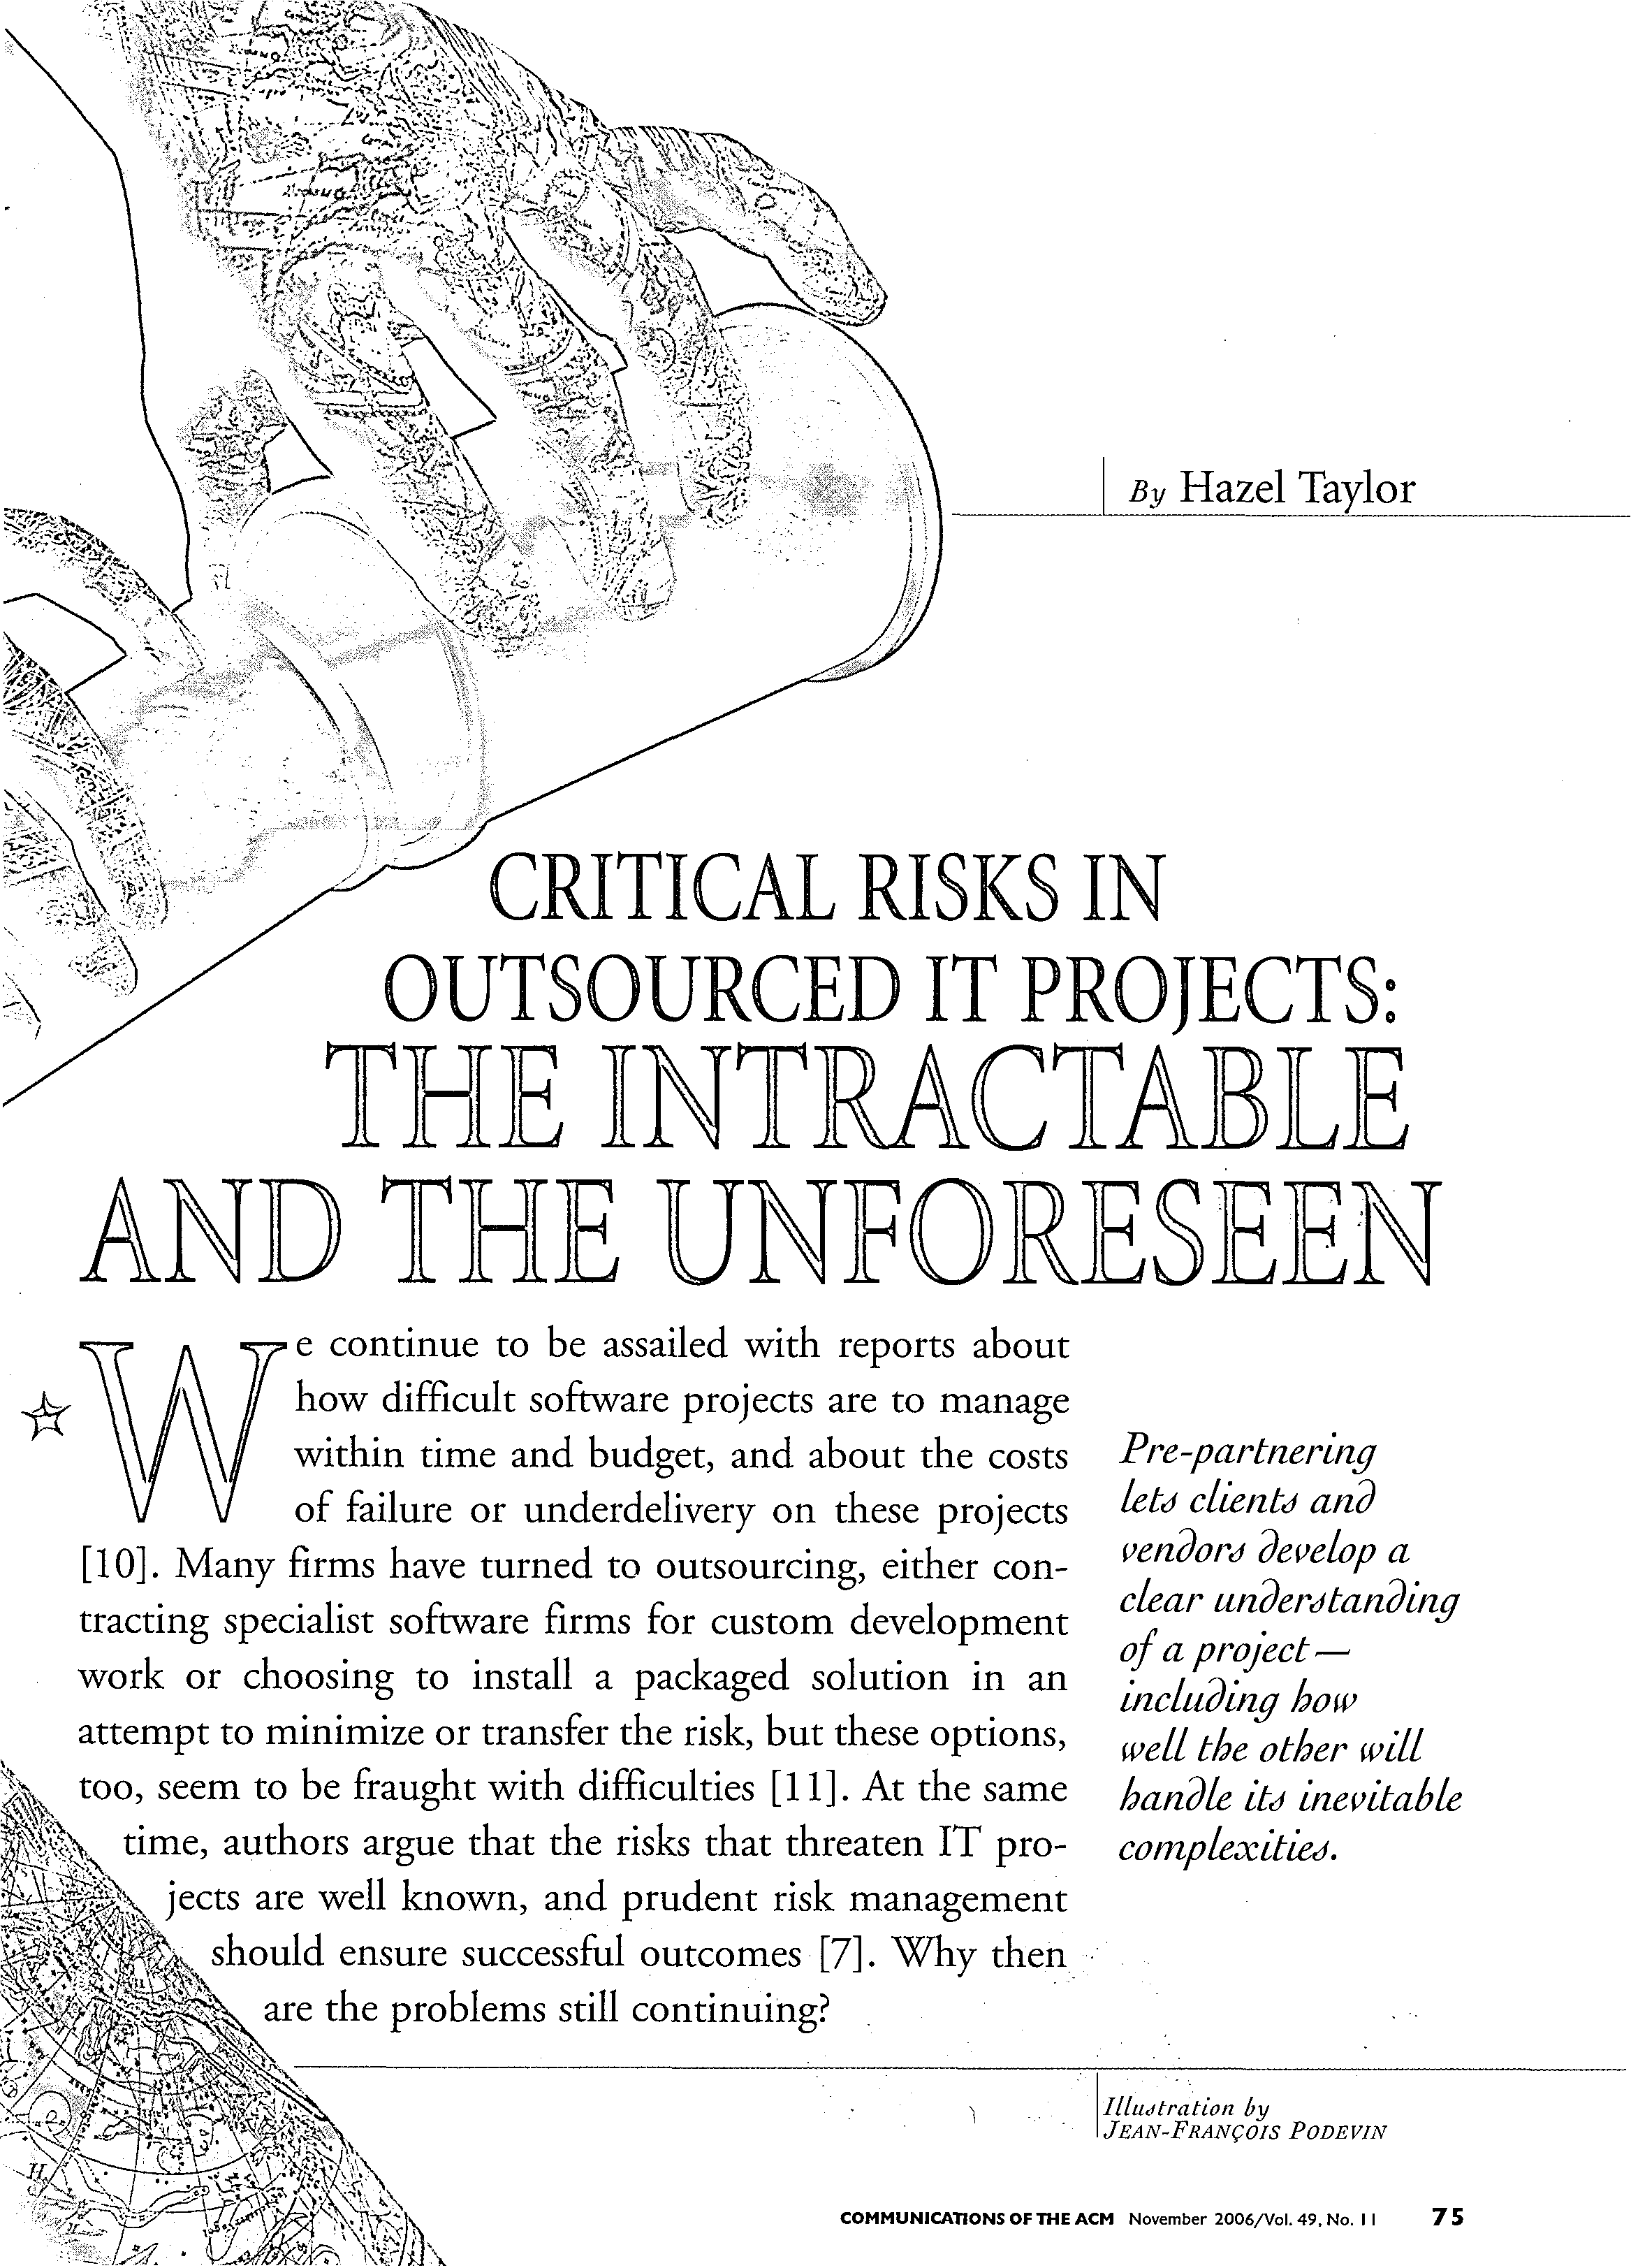 By Hazel Taylor
CRITICAL RISKS IN
OUTSOURCED IT PROJECTS:
THE INTRACTABLE
AND THE UNFORESEEN
We continue to be assailed with reports about
how difficult software projects are to manage
within time and budget, and about the costs
of failure or underdelivery on these projects
[10]. Many firms have turned to outsourcing, either con-
tracting specialist software firms for custom development
work or choosing to install a packaged solution in an
attempt to minimize or transfer the risk, but these options,
too, seem to be fraught with difficulties [11]. At the same
time, authors argue that the risks that threaten IT pro-
jects are well known, and prudent risk management
should ensure successful outcomes [7]. Why then
are the problems still continuing?
Pre-partnering
lets clients and
vendors develop a
clear understanding
of a project—
including how
well the other will
handle its inevitable
complexities.
Illustration by
JEAN-FRANÇOIS PODEVIN
COMMUNICATIONS OF THE ACM November 2006/Vol. 49, No. 11 75